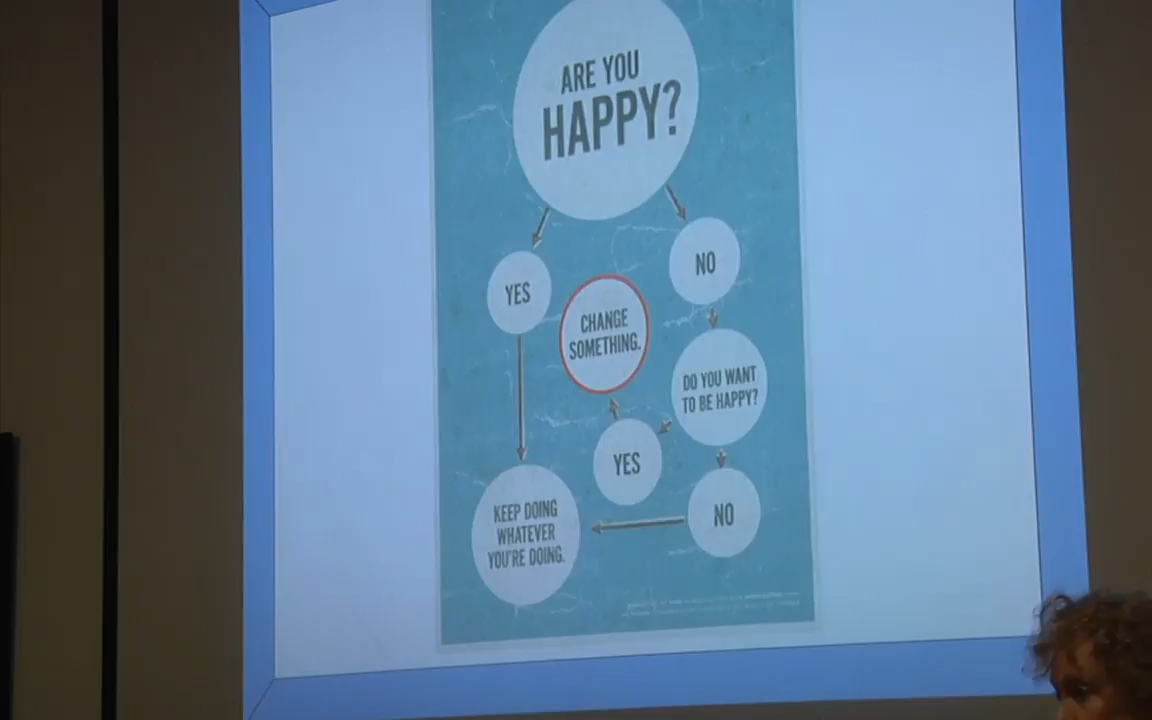 ARE YOU
HAPPY?
YES
NO
CHANGE
SOMETHING.
DO YOU WANT
TO BE HAPPY?
YES
NO
KEEP DOING
WHATEVER
YOU'RE DOING.